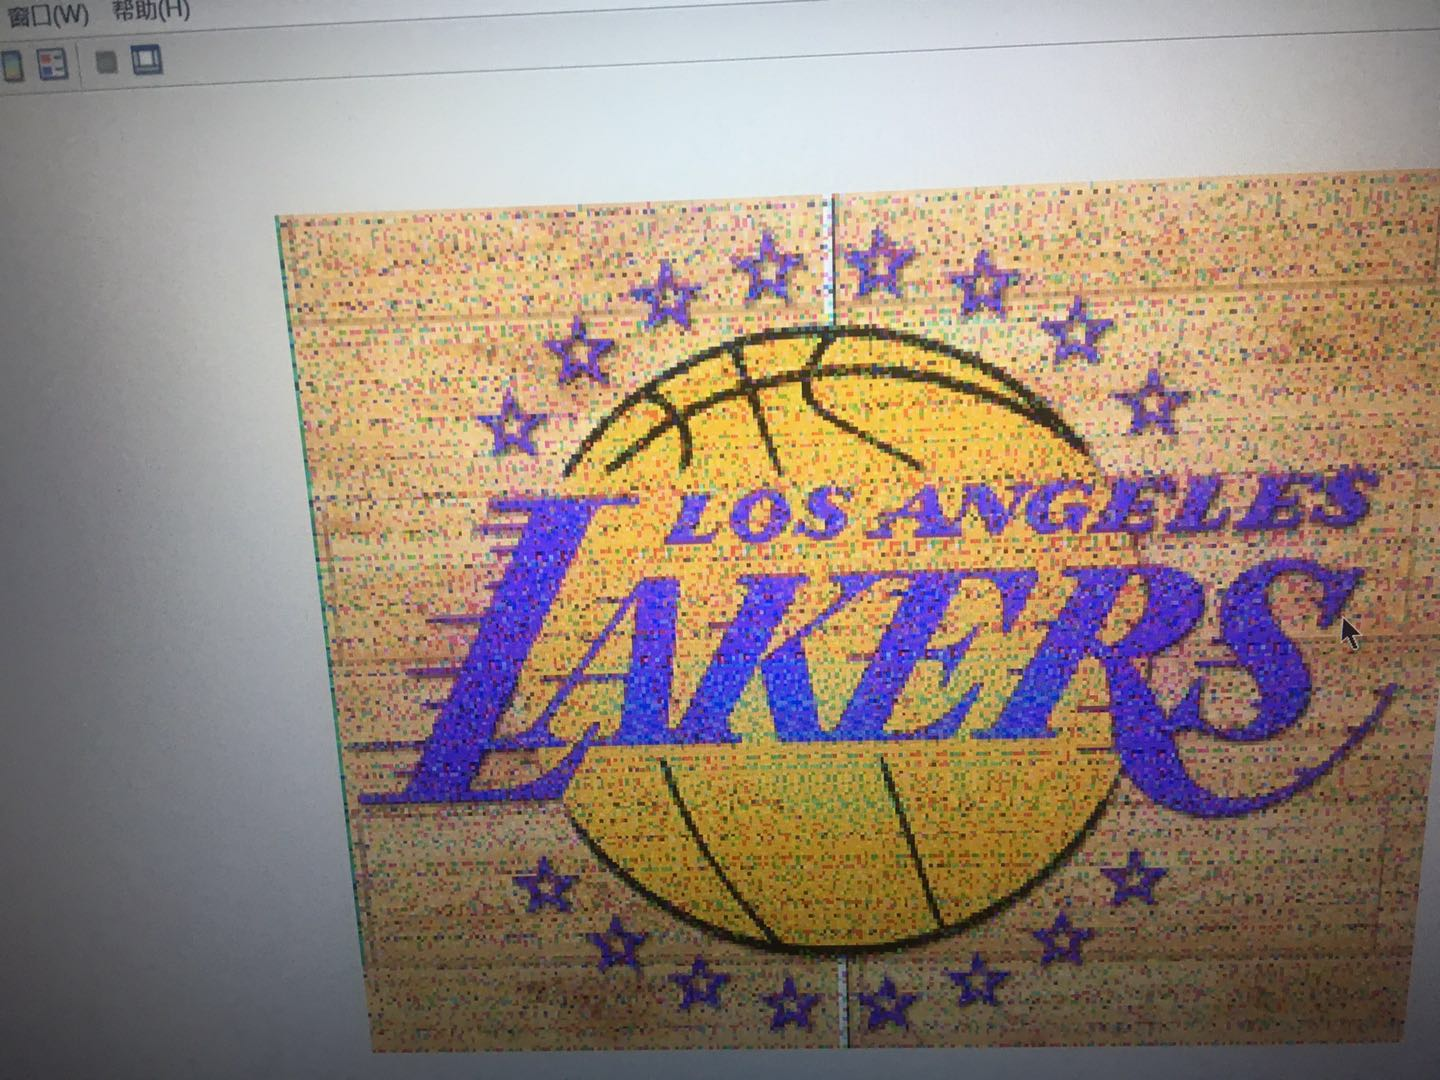 窗口(W) 帮助(H)
LOS ANGELES
LAKERS